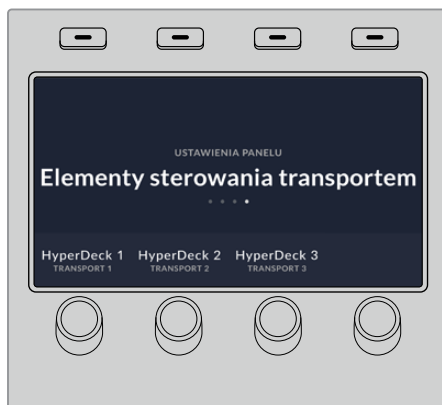 USTAWIENIA PANELU
Elementy sterowania transportem
HyperDeck 1 HyperDeck 2 HyperDeck 3
TRANSPORT 1 TRANSPORT 2 TRANSPORT 3